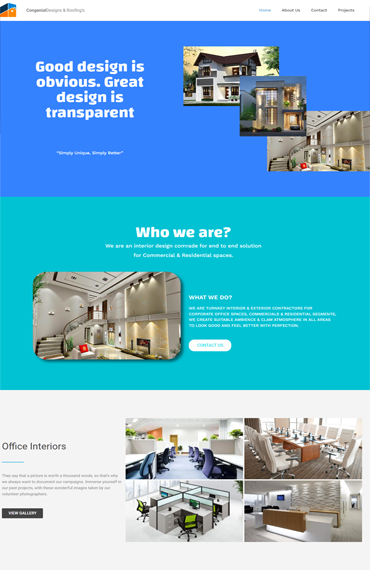 CongenialDesigns & Roofing's
Home About Us Contact Projects
Good design is
obvious. Great
design is
transparent
"Simply Unique, Simply Better"
Who we are?
We are an interior design comrade for end to end solution
for Commercial & Residential spaces.
WHAT WE DO?
WE ARE TURNKEY INTERIOR & EXTERIOR CONTRACTORS FOR
CORPORATE OFFICE SPACES, COMMERCIALS & RESIDENTIAL SEGMENTS,
WE CREATE SUITABLE AMBIENCE & CLAM ATMOSPHERE IN ALL AREAS
TO LOOK GOOD AND FEEL BETTER WITH PERFECTION.
CONTACT US
Office Interiors
They say that a picture is worth a thousand words, so that's why
we always want to document our campaigns. Immerse yourself in
our past projects, with these wonderful images taken by our
volunteer photographers.
VIEW GALLERY